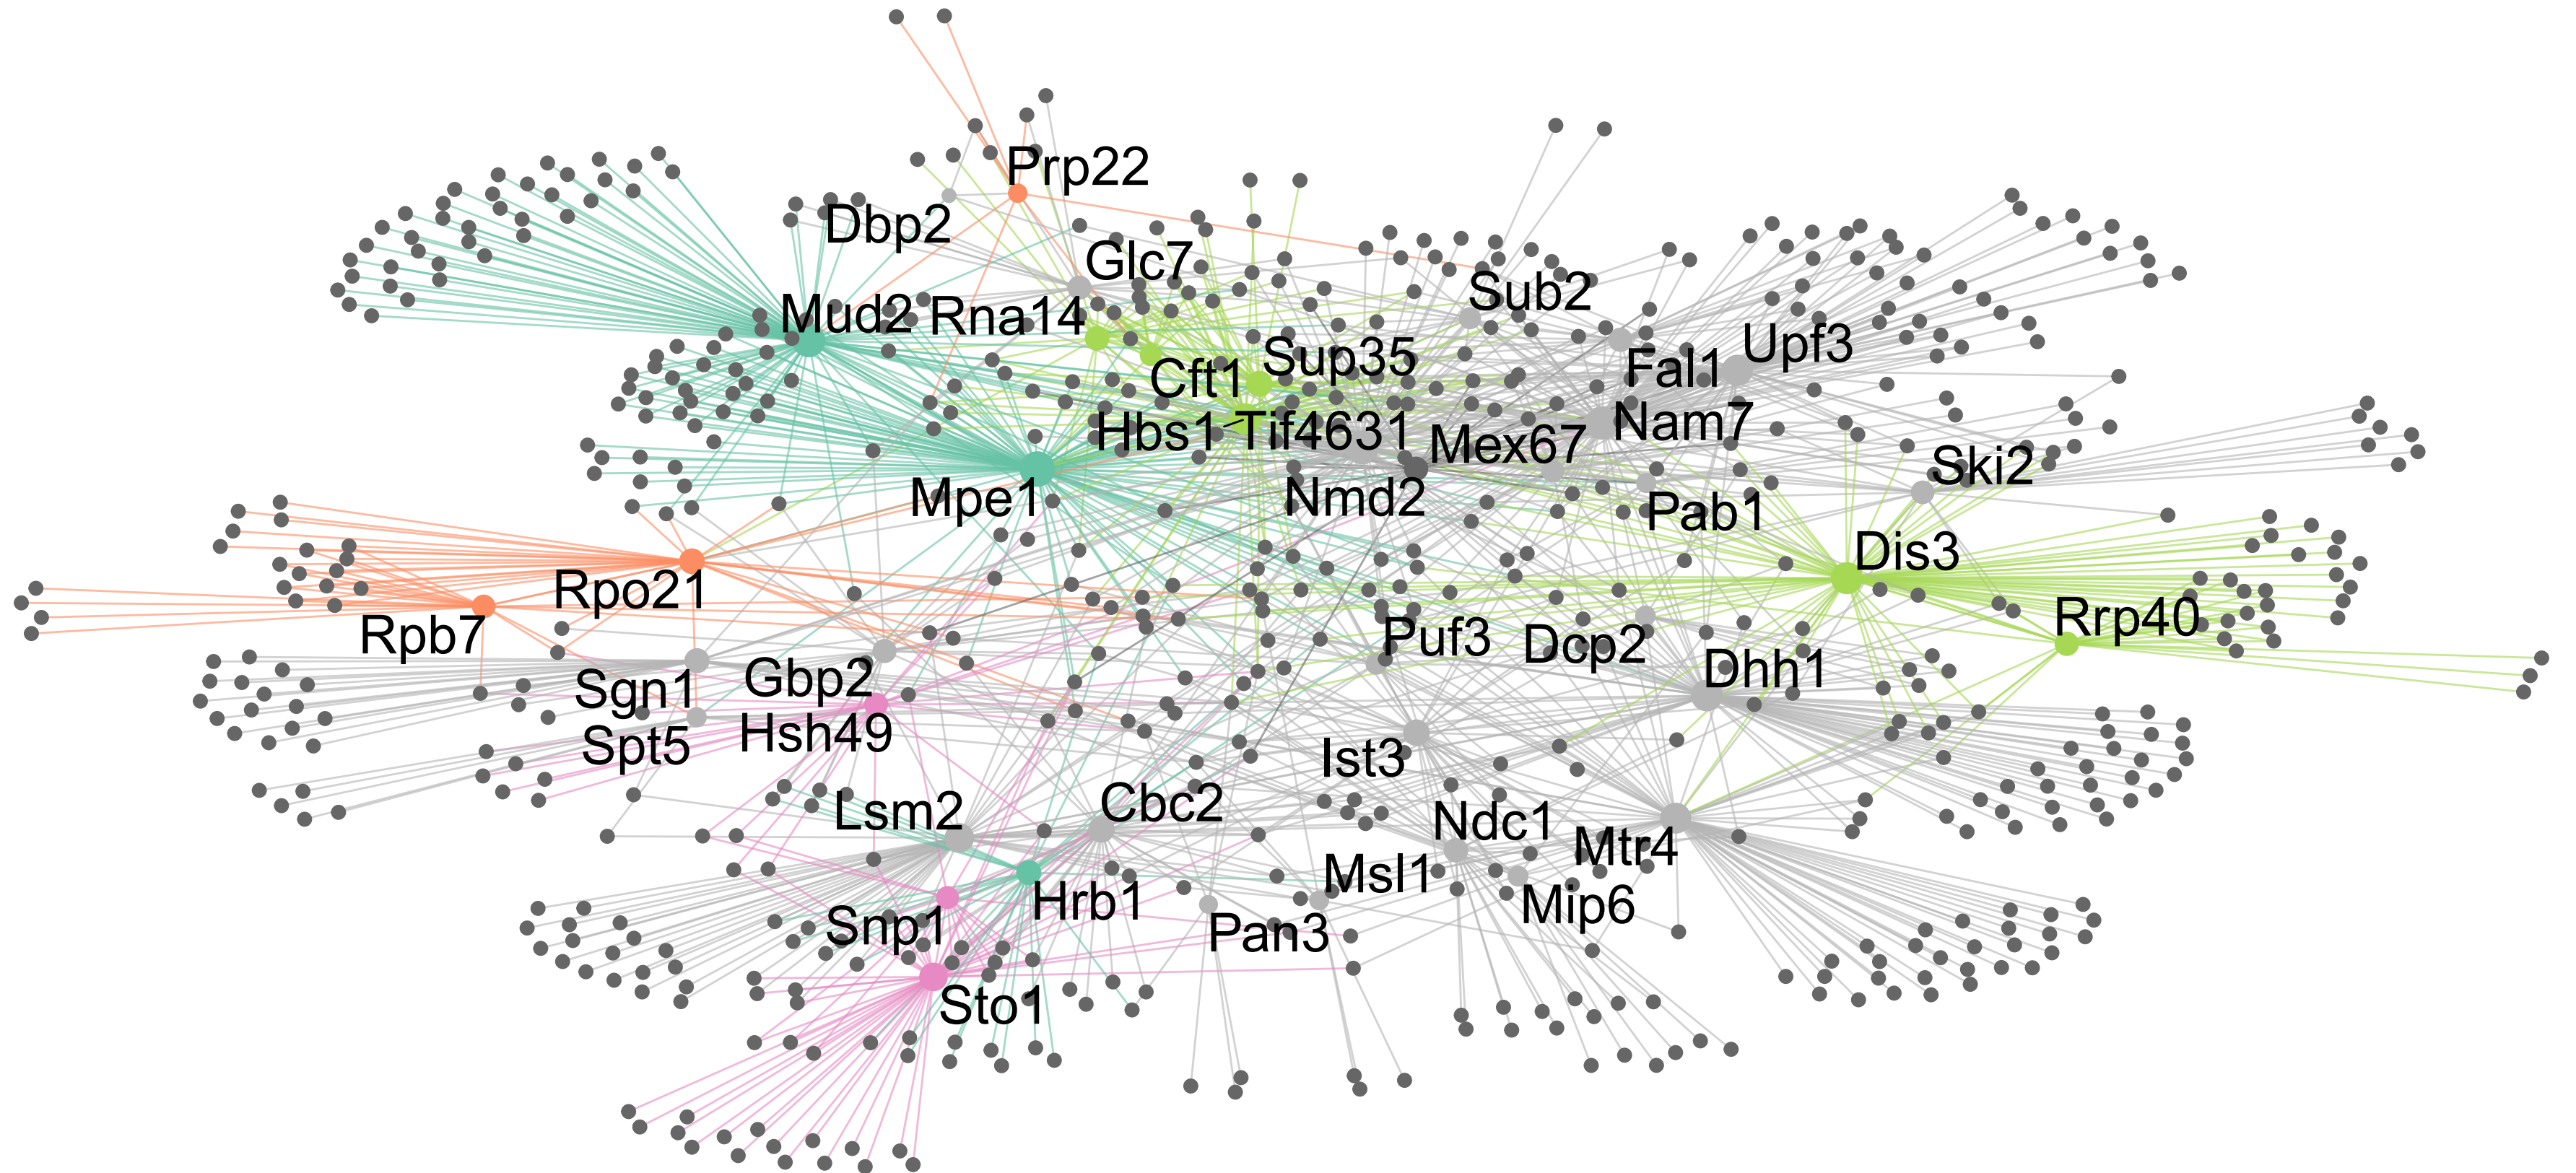 Prp22
Dbp2
Glc7
Sub2
Mud2
Rna14
Upf3
Sup35
Fal1
Cft1
Nam7
Hbs1
Tif4631
Mex67
Ski2
Mpe1
Nmd2
Pab1
Dis3
Rpo21
Rrp40
Rpb7
Puf3
Dcp2
Dhh1
Gbp2
Sgn1
Hsh49
Spt5
Ist3
Lsm2
Cbc2
Ndc1
Mtr4
Msl1
Hrb1
Mip6
Snp1
Pan3
Sto1